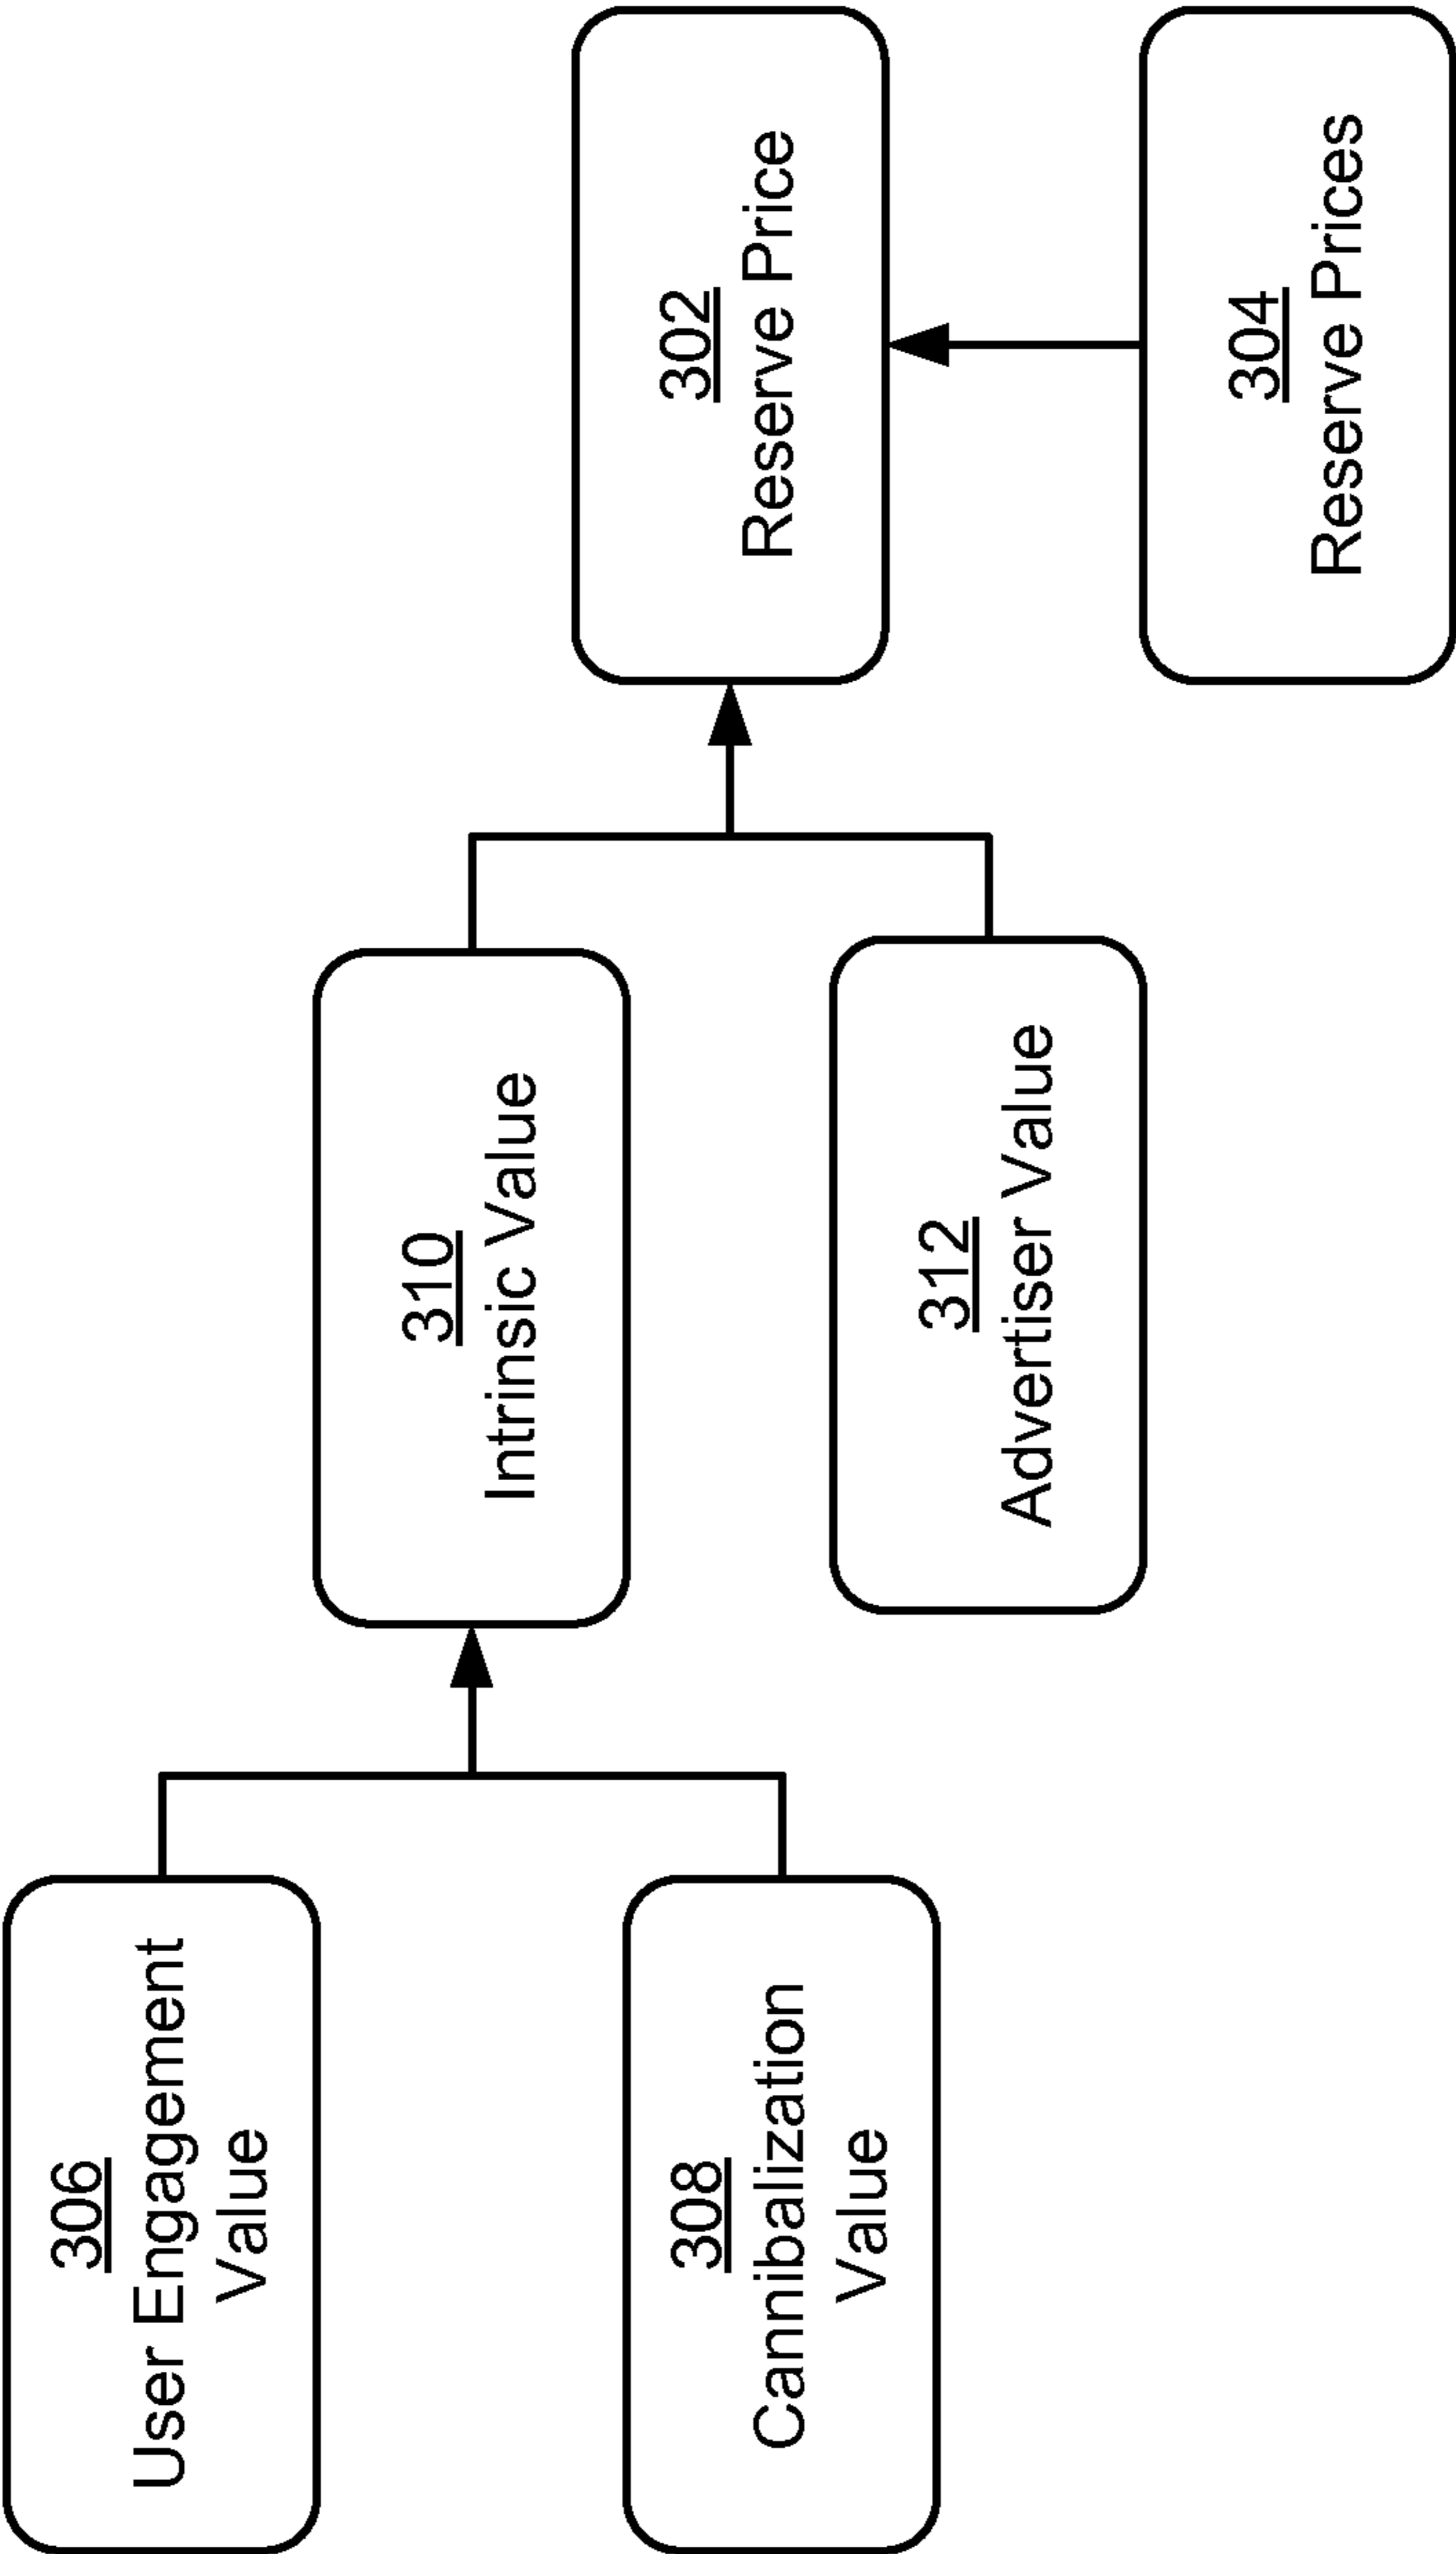 306
User Engagement
Value
308
Cannibalization
Value
310
Intrinsic Value
312
Advertiser Value
302
Reserve Price
304
Reserve Prices